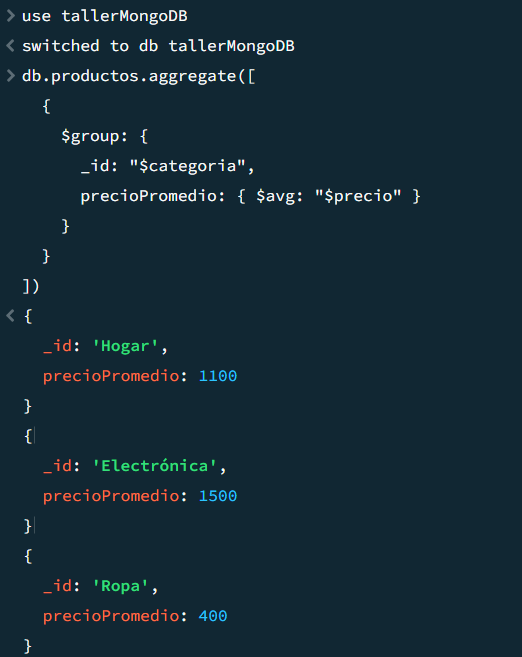 > use tallerMongoDB
< switched to db tallerMongoDB
> db.productos.aggregate([
  {
    $group: {
      _id: "$categoria",
      precioPromedio: { $avg: "$precio" }
    }
  }
])
< {
  _id: 'Hogar',
  precioPromedio: 1100
}
{
  _id: 'Electrónica',
  precioPromedio: 1500
}
{
  _id: 'Ropa',
  precioPromedio: 400
}